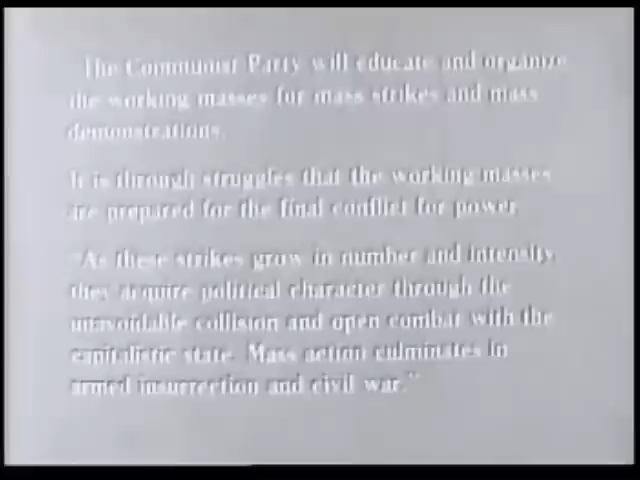 The Communist Party will educate and organize
the working masses for mass strikes and mass
demonstrations.
It is through struggles that the working masses
are prepared for the final conflict for power
"As these strikes grow in number and intensity,
they acquire political character through the
unavoidable collision and open combat with the
capitalistic state. Mass action culminates in
armed insurrection and civil war."